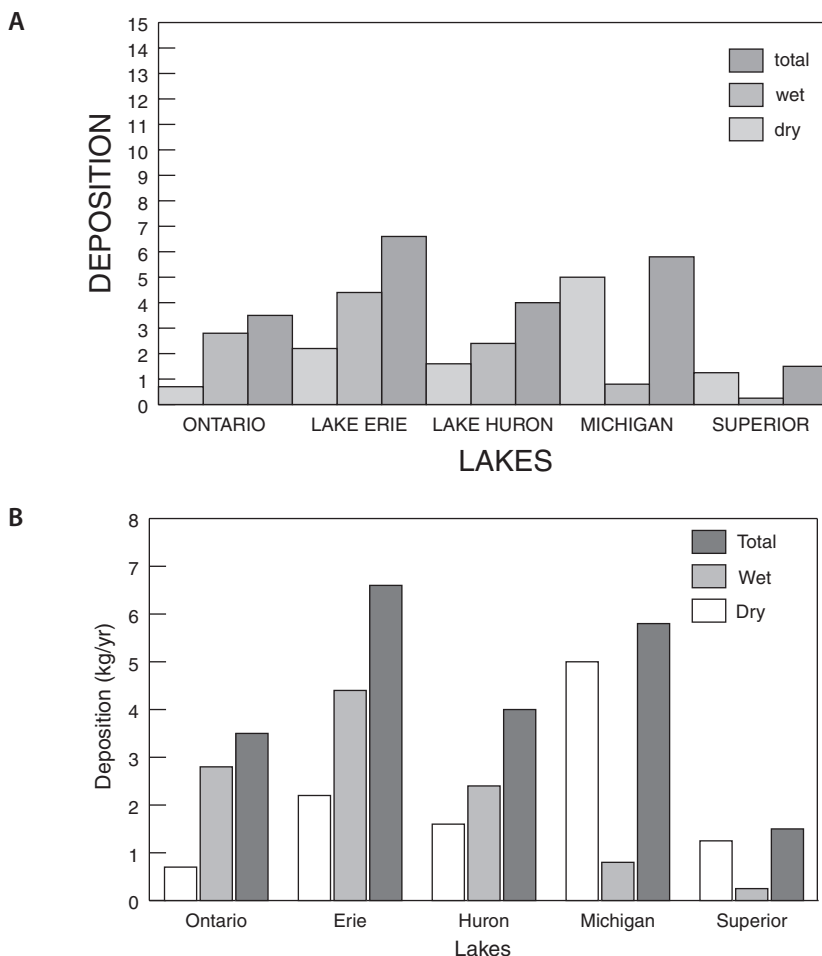 A
15
14
13
12
11
10
9
8
7
6
5
4
3
2
1
0
DEPOSITION
total
wet
dry
ONTARIO LAKE ERIE LAKE HURON MICHIGAN SUPERIOR
LAKES
B
8
7
6
5
4
3
2
1
0
Deposition (kg/yr)
Total
Wet
Dry
Ontario Erie Huron Michigan Superior
Lakes